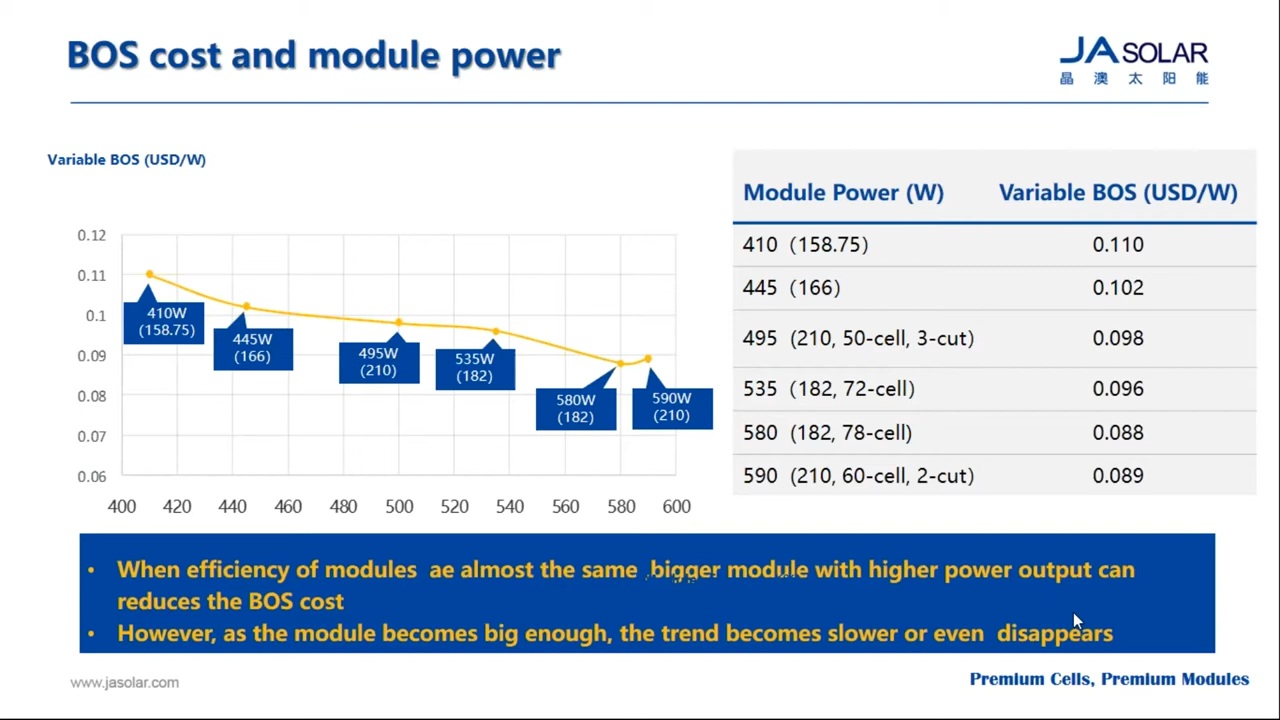 BOS cost and module power
JA SOLAR
晶 澳 太 阳 能
Variable BOS (USD/W)
0.12
0.11
0.1
0.09
0.08
0.07
0.06
410W
(158.75)
445W
(166)
495W
(210)
535W
(182)
580W
(182)
590W
(210)
400 420 440 460 480 500 520 540 560 580 600
Module Power (W) Variable BOS (USD/W)
410 (158.75) 0.110
445 (166) 0.102
495 (210, 50-cell, 3-cut) 0.098
535 (182, 72-cell) 0.096
580 (182, 78-cell) 0.088
590 (210, 60-cell, 2-cut) 0.089
• When efficiency of modules ae almost the same bigger module with higher power output can
reduces the BOS cost
• However, as the module becomes big enough, the trend becomes slower or even disappears
www.jasolar.com
Premium Cells, Premium Modules